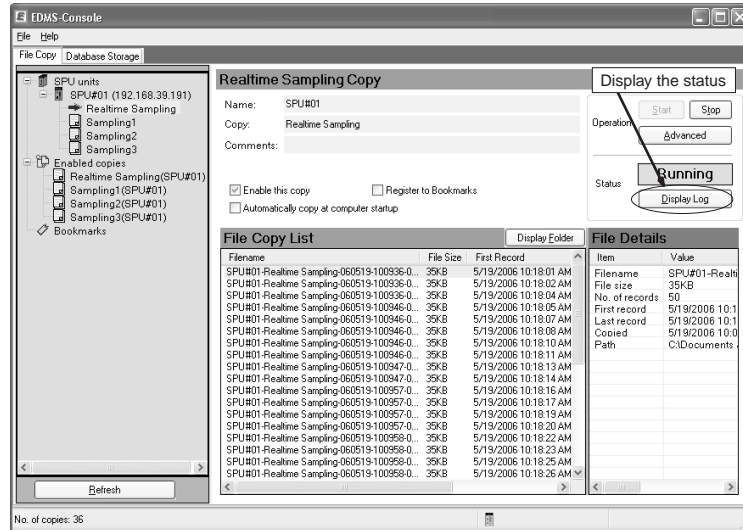 EDMS-Console
File Help
File Copy Database Storage
SPU units
SPU#01 (192.168.39.191)
Realtime Sampling
Sampling1
Sampling2
Sampling3
Enabled copies
Realtime Sampling(SPU#01)
Sampling1(SPU#01)
Sampling2(SPU#01)
Sampling3(SPU#01)
Bookmarks
Refresh
No. of copies: 36
Realtime Sampling Copy
Name: SPU#01
Copy: Realtime Sampling
Comments:
Enable this copy Register to Bookmarks
Automatically copy at computer startup
Display the status
Operation Start Stop
Advanced
Status Running
Display Log
File Copy List Display Folder
Filename File Size First Record
SPU#01-Realtime Sampling-060519-100936-0... 35KB 5/19/2006 10:18:01 AM
SPU#01-Realtime Sampling-060519-100936-0... 35KB 5/19/2006 10:18:02 AM
SPU#01-Realtime Sampling-060519-100936-0... 35KB 5/19/2006 10:18:04 AM
SPU#01-Realtime Sampling-060519-100946-0... 35KB 5/19/2006 10:18:05 AM
SPU#01-Realtime Sampling-060519-100946-0... 35KB 5/19/2006 10:18:07 AM
SPU#01-Realtime Sampling-060519-100946-0... 35KB 5/19/2006 10:18:08 AM
SPU#01-Realtime Sampling-060519-100946-0... 35KB 5/19/2006 10:18:10 AM
SPU#01-Realtime Sampling-060519-100946-0... 35KB 5/19/2006 10:18:11 AM
SPU#01-Realtime Sampling-060519-100947-0... 35KB 5/19/2006 10:18:13 AM
SPU#01-Realtime Sampling-060519-100947-0... 35KB 5/19/2006 10:18:14 AM
SPU#01-Realtime Sampling-060519-100957-0... 35KB 5/19/2006 10:18:16 AM
SPU#01-Realtime Sampling-060519-100957-0... 35KB 5/19/2006 10:18:17 AM
SPU#01-Realtime Sampling-060519-100957-0... 35KB 5/19/2006 10:18:19 AM
SPU#01-Realtime Sampling-060519-100957-0... 35KB 5/19/2006 10:18:20 AM
SPU#01-Realtime Sampling-060519-100958-0... 35KB 5/19/2006 10:18:22 AM
SPU#01-Realtime Sampling-060519-100958-0... 35KB 5/19/2006 10:18:23 AM
SPU#01-Realtime Sampling-060519-100958-0... 35KB 5/19/2006 10:18:25 AM
SPU#01-Realtime Sampling-060519-100958-0... 35KB 5/19/2006 10:18:26 AM
File Details
Item Value
Filename SPU#01-Realti
File size 35KB
No. of records 50
First record 5/19/2006 10:1
Last record 5/19/2006 10:1
Copied 5/19/2006 10:0
Path C:\Documents